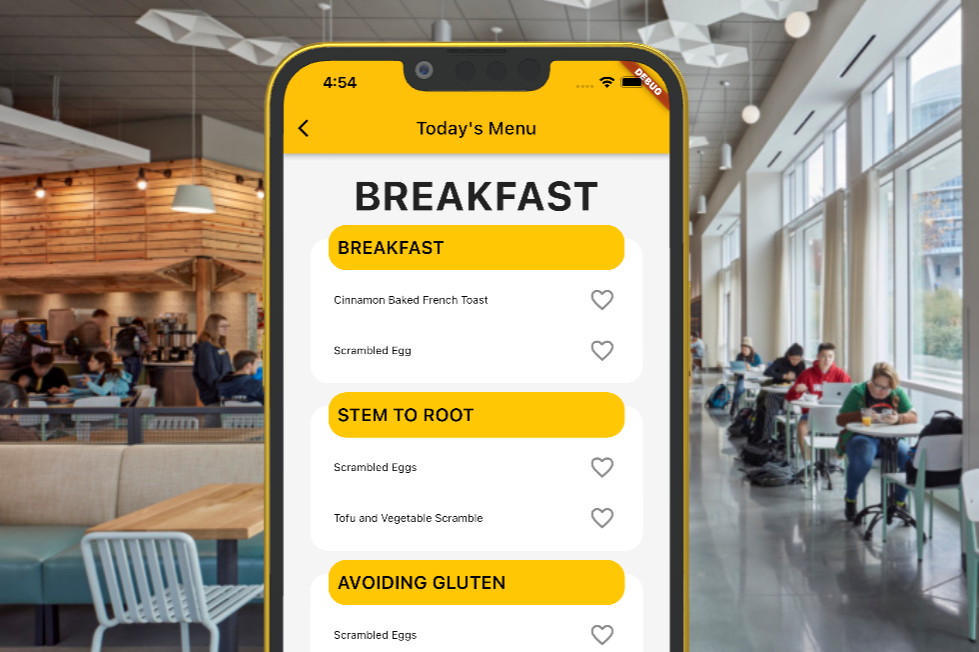 4:54
DEBUG
Today's Menu
BREAKFAST
BREAKFAST
Cinnamon Baked French Toast
Scrambled Egg
STEM TO ROOT
Scrambled Eggs
Tofu and Vegetable Scramble
AVOIDING GLUTEN
Scrambled Eggs